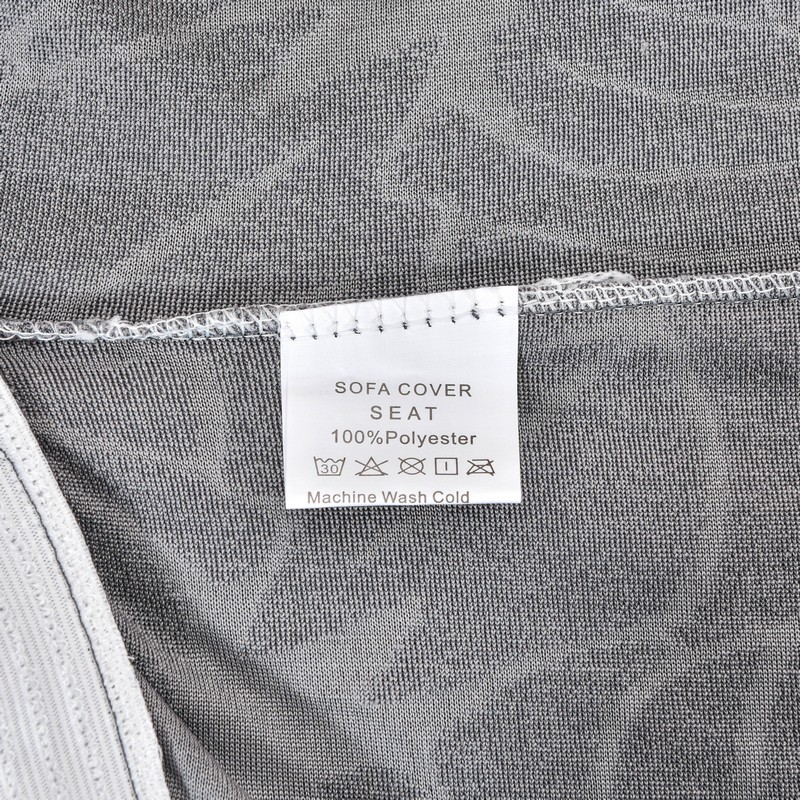 SOFA COVER
SEAT
100%Polyester
30
Machine Wash Cold